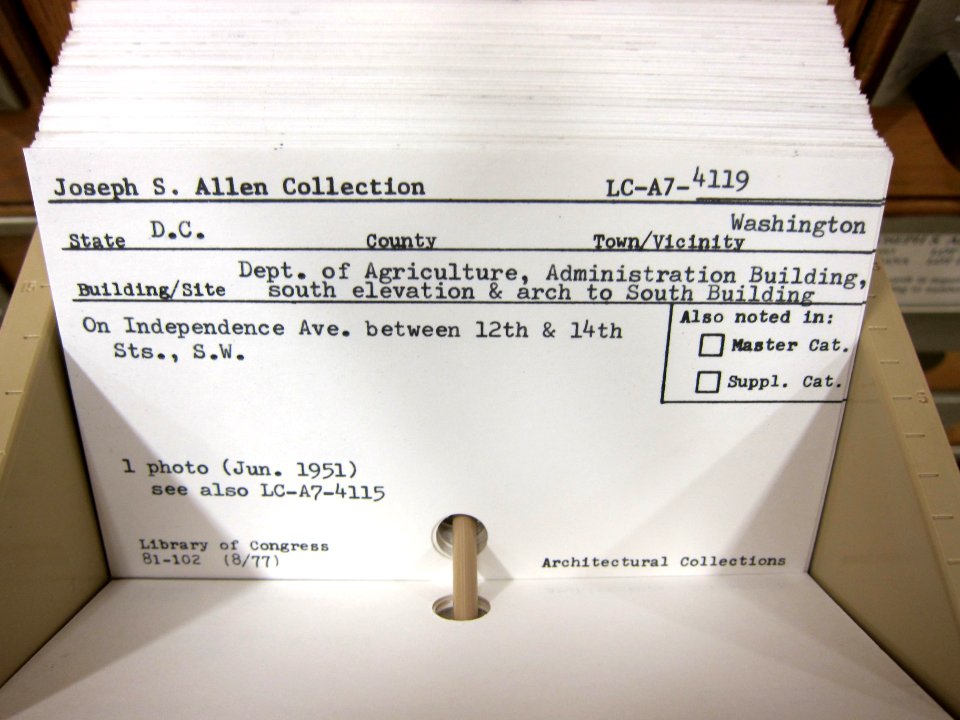 Joseph S. Allen Collection LC-A7-4119
State D.C. County Town/Vicinity Washington
Dept. of Agriculture, Administration Building,
Building/Site south elevation & arch to South Building
On Independence Ave. between 12th & 14th
Sts., S.W.
Also noted in:
Master Cat.
Suppl. Cat.
1 photo (Jun. 1951)
see also LC-A7-4115
Library of Congress
81-102 (8/77)
Architectural Collections
15
5